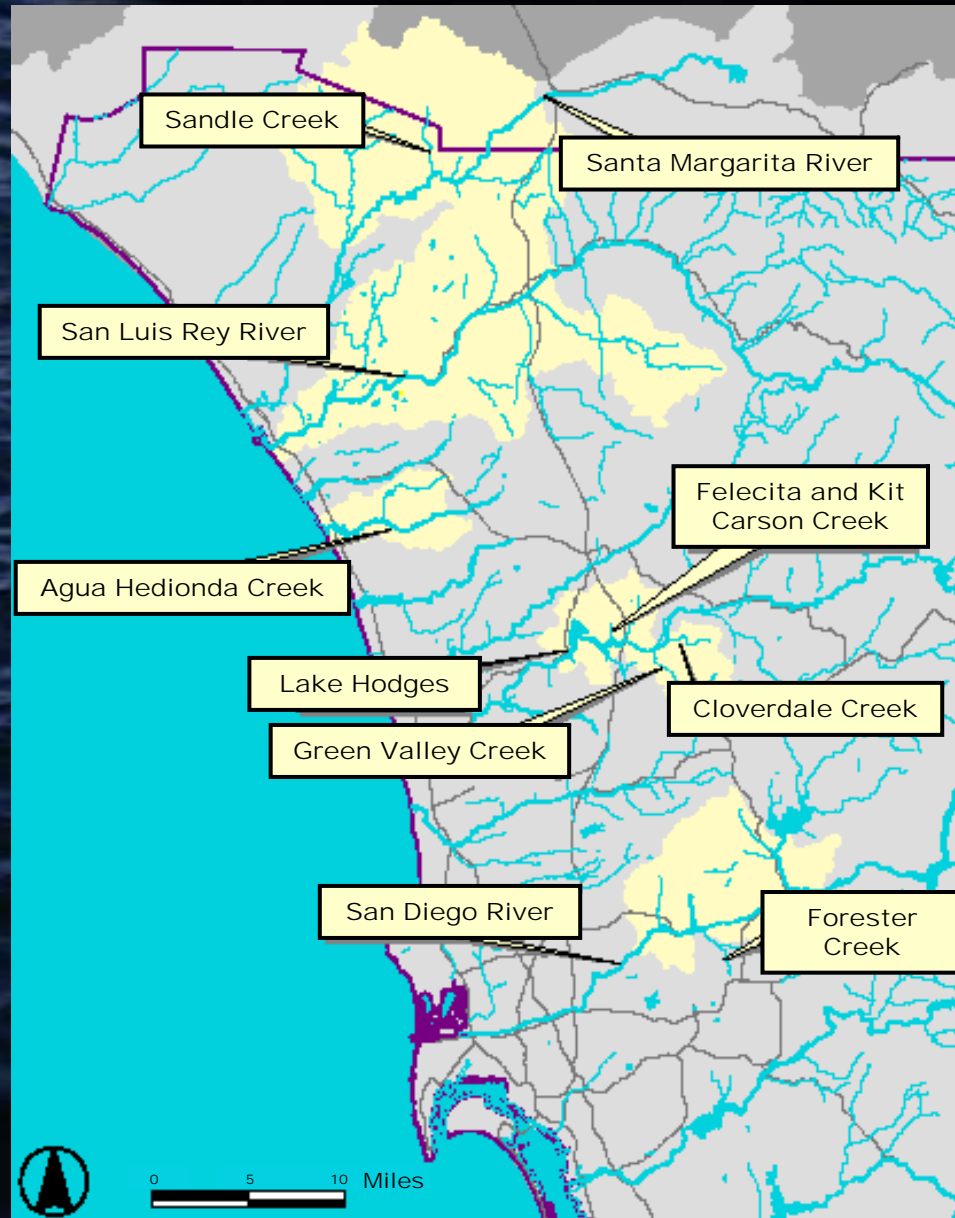 Sandle Creek
Santa Margarita River
San Luis Rey River
Felecita and Kit
Carson Creek
Agua Hedionda Creek
Lake Hodges
Cloverdale Creek
Green Valley Creek
San Diego River
Forester
Creek
0 5 10 Miles